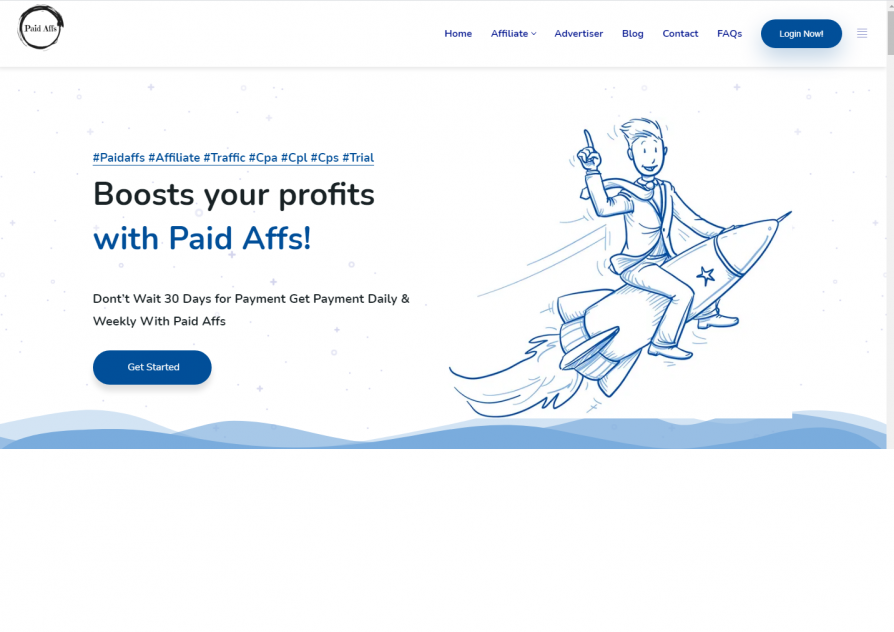 Paid Affs
Home Affiliate Advertiser Blog Contact FAQs Login Now!
#Paidaffs #Affiliate #Traffic #Cpa #Cpl #Cps #Trial
Boosts your profits
with Paid Affs!
Don't Wait 30 Days for Payment Get Payment Daily &
Weekly With Paid Affs
Get Started